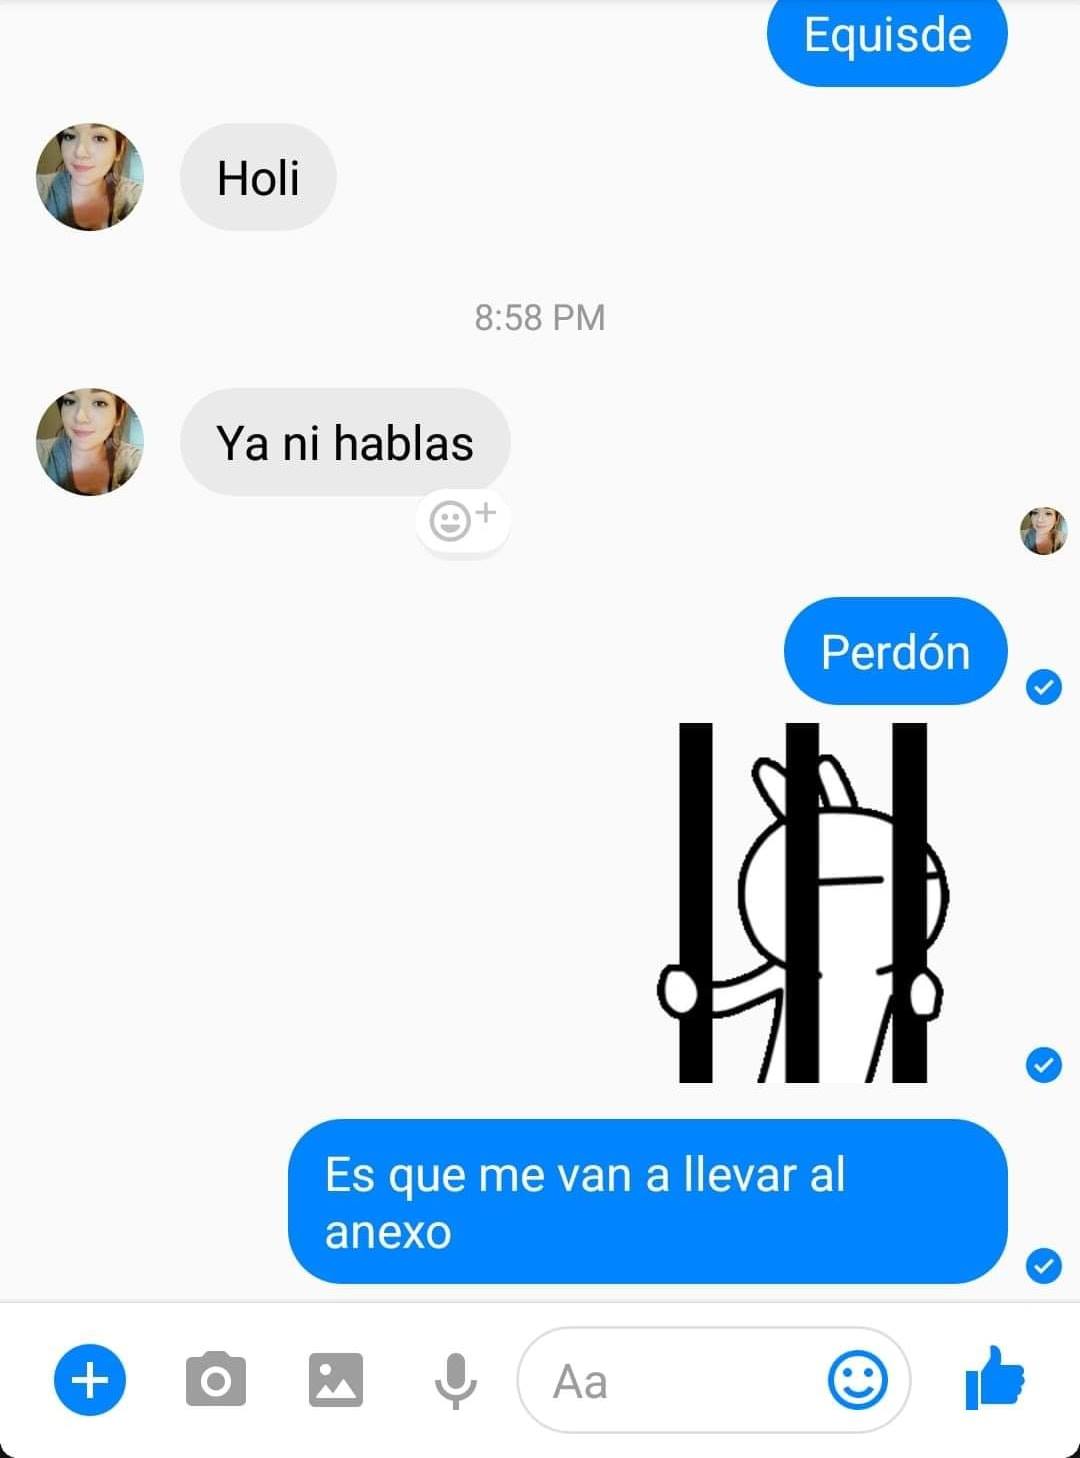 Equisde
Holi
8:58 PM
Ya ni hablas
Perdón
Es que me van a llevar al
anexo
Aa